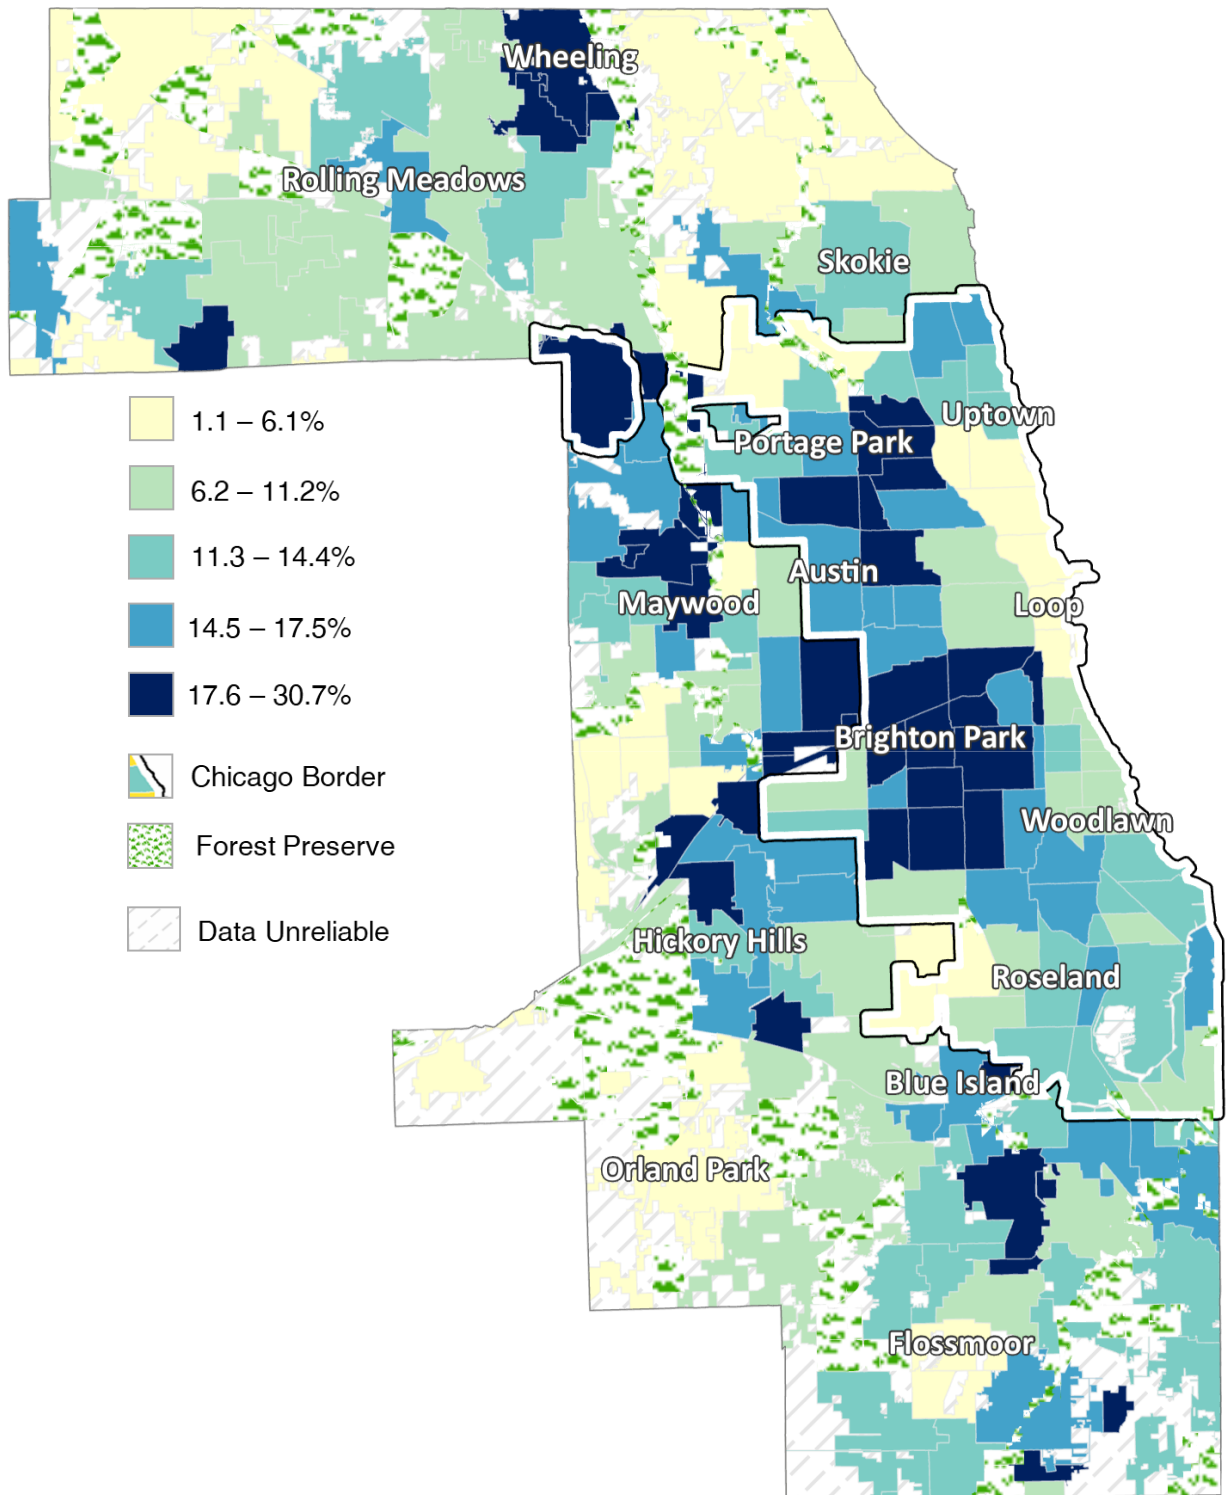 Wheeling
Rolling Meadows
Skokie
1.1 – 6.1%
6.2 – 11.2%
11.3 – 14.4%
14.5 – 17.5%
17.6 – 30.7%
Chicago Border
Forest Preserve
Data Unreliable
Uptown
Portage Park
Austin
Maywood
Loop
Brighton Park
Woodlawn
Hickory Hills
Roseland
Blue Island
Orland Park
Flossmoor